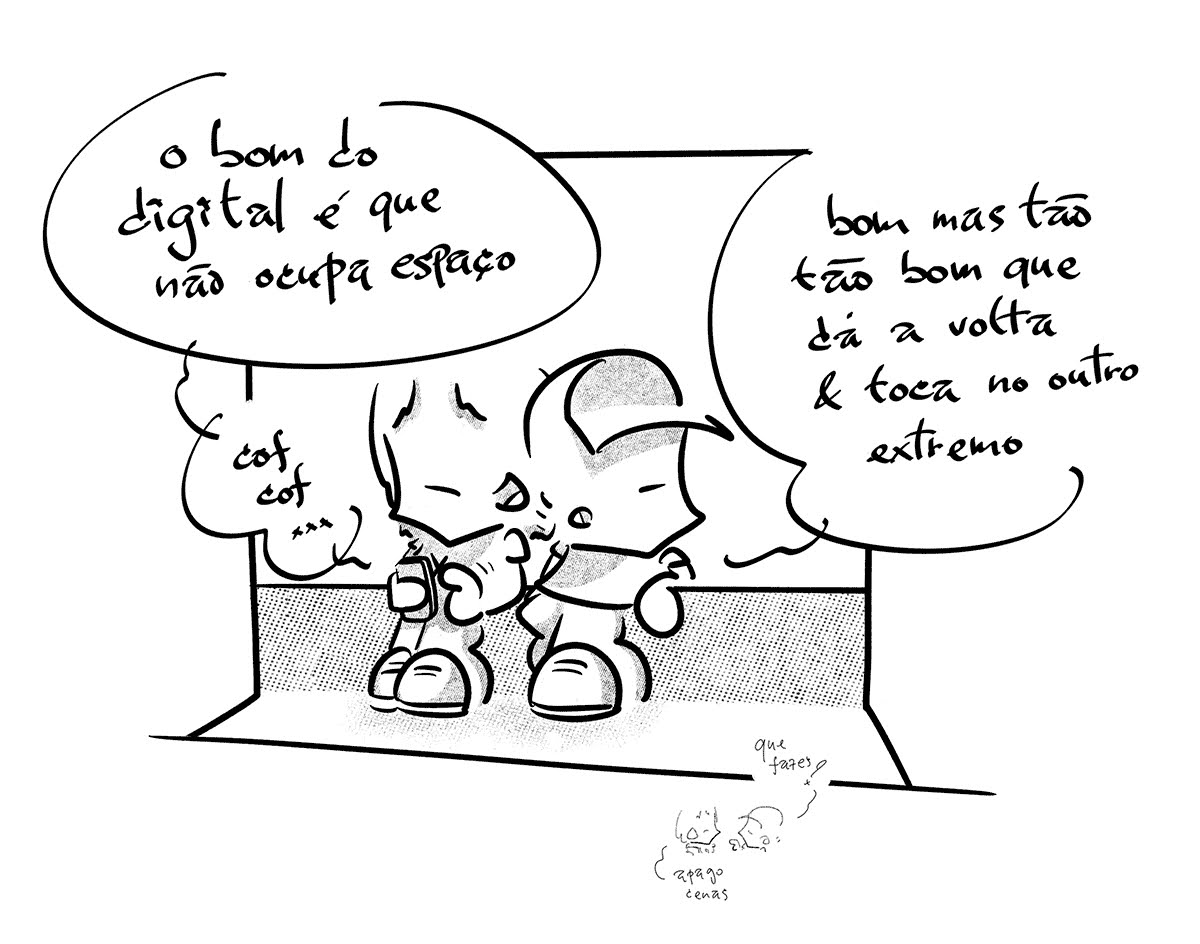 o bom do
digital é que
não ocupa espaço
cof
cof
...
bom mas tão
tão bom que
dá a volta
& toca no outro
extremo
que
fazes?
apago
cenas